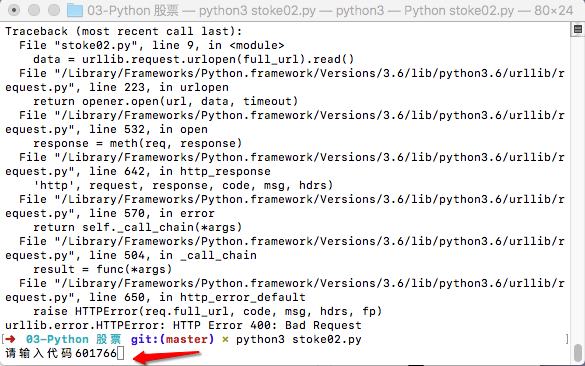 03-Python 股票 — python3 stoke02.py — python3 — Python stoke02.py — 80×24
Traceback (most recent call last):
  File "stoke02.py", line 9, in <module>
    data = urllib.request.urlopen(full_url).read()
  File "/Library/Frameworks/Python.framework/Versions/3.6/lib/python3.6/urllib/r
equest.py", line 223, in urlopen
    return opener.open(url, data, timeout)
  File "/Library/Frameworks/Python.framework/Versions/3.6/lib/python3.6/urllib/r
equest.py", line 532, in open
    response = meth(req, response)
  File "/Library/Frameworks/Python.framework/Versions/3.6/lib/python3.6/urllib/r
equest.py", line 642, in http_response
    'http', request, response, code, msg, hdrs)
  File "/Library/Frameworks/Python.framework/Versions/3.6/lib/python3.6/urllib/r
equest.py", line 570, in error
    return self._call_chain(*args)
  File "/Library/Frameworks/Python.framework/Versions/3.6/lib/python3.6/urllib/r
equest.py", line 504, in _call_chain
    result = func(*args)
  File "/Library/Frameworks/Python.framework/Versions/3.6/lib/python3.6/urllib/r
equest.py", line 650, in http_error_default
    raise HTTPError(req.full_url, code, msg, hdrs, fp)
urllib.error.HTTPError: HTTP Error 400: Bad Request
[➜  03-Python 股票 git:(master) × python3 stoke02.py
请输入代码601766